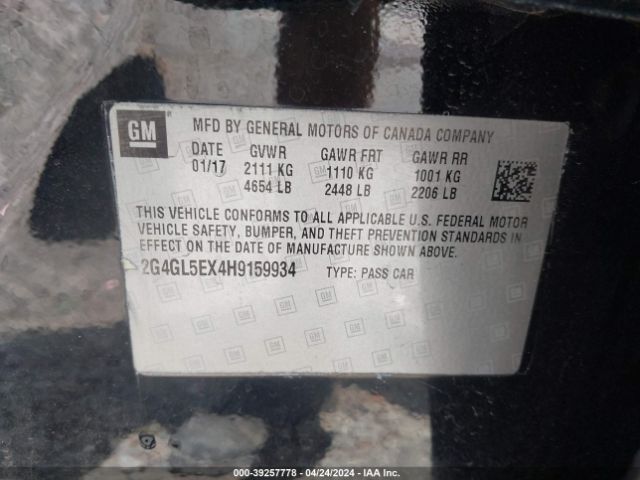 GM
MFD BY GENERAL MOTORS OF CANADA COMPANY
DATE GVWR GAWR FRT GAWR RR
01/17 2111 KG 1110 KG 1001 KG
4654 LB 2448 LB 2206 LB
THIS VEHICLE CONFORMS TO ALL APPLICABLE U.S. FEDERAL MOTOR
VEHICLE SAFETY, BUMPER, AND THEFT PREVENTION STANDARDS IN
EFFECT ON THE DATE OF MANUFACTURE SHOWN ABOVE.
2G4GL5EX4H9159934 TYPE: PASS CAR
000-39257778 - 04/24/2024 - IAA Inc.